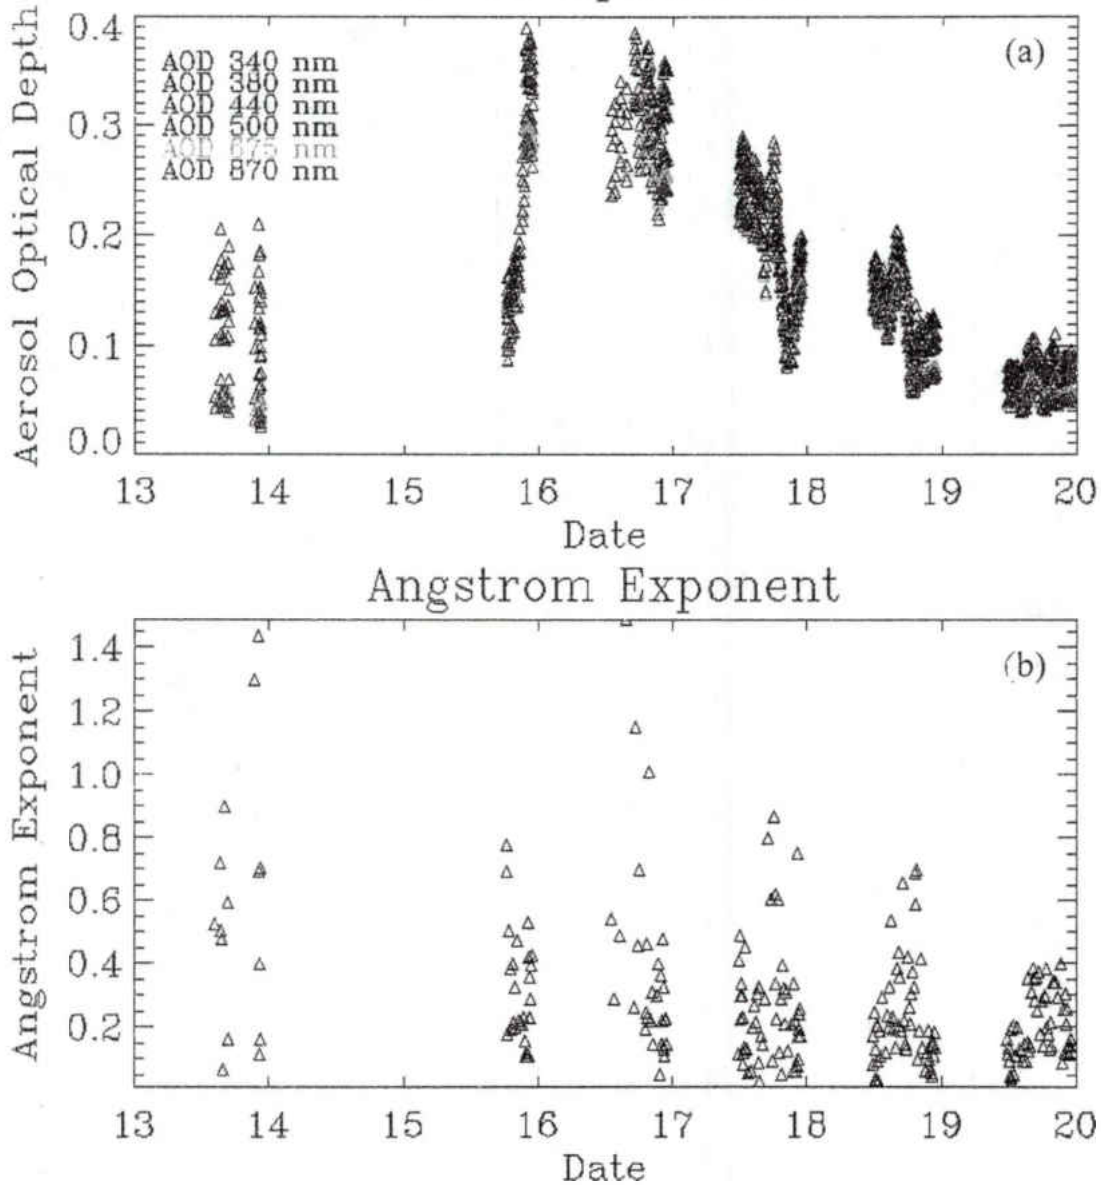 (a)
AOD 340 nm
AOD 380 nm
AOD 440 nm
AOD 500 nm
AOD 675 nm
AOD 870 nm
Aerosol Optical Depth
0.4
0.3
0.2
0.1
0.0
13 14 15 16 17 18 19 20
Date
Angstrom Exponent
(b)
Angstrom Exponent
1.4
1.2
1.0
0.8
0.6
0.4
0.2
13 14 15 16 17 18 19 20
Date